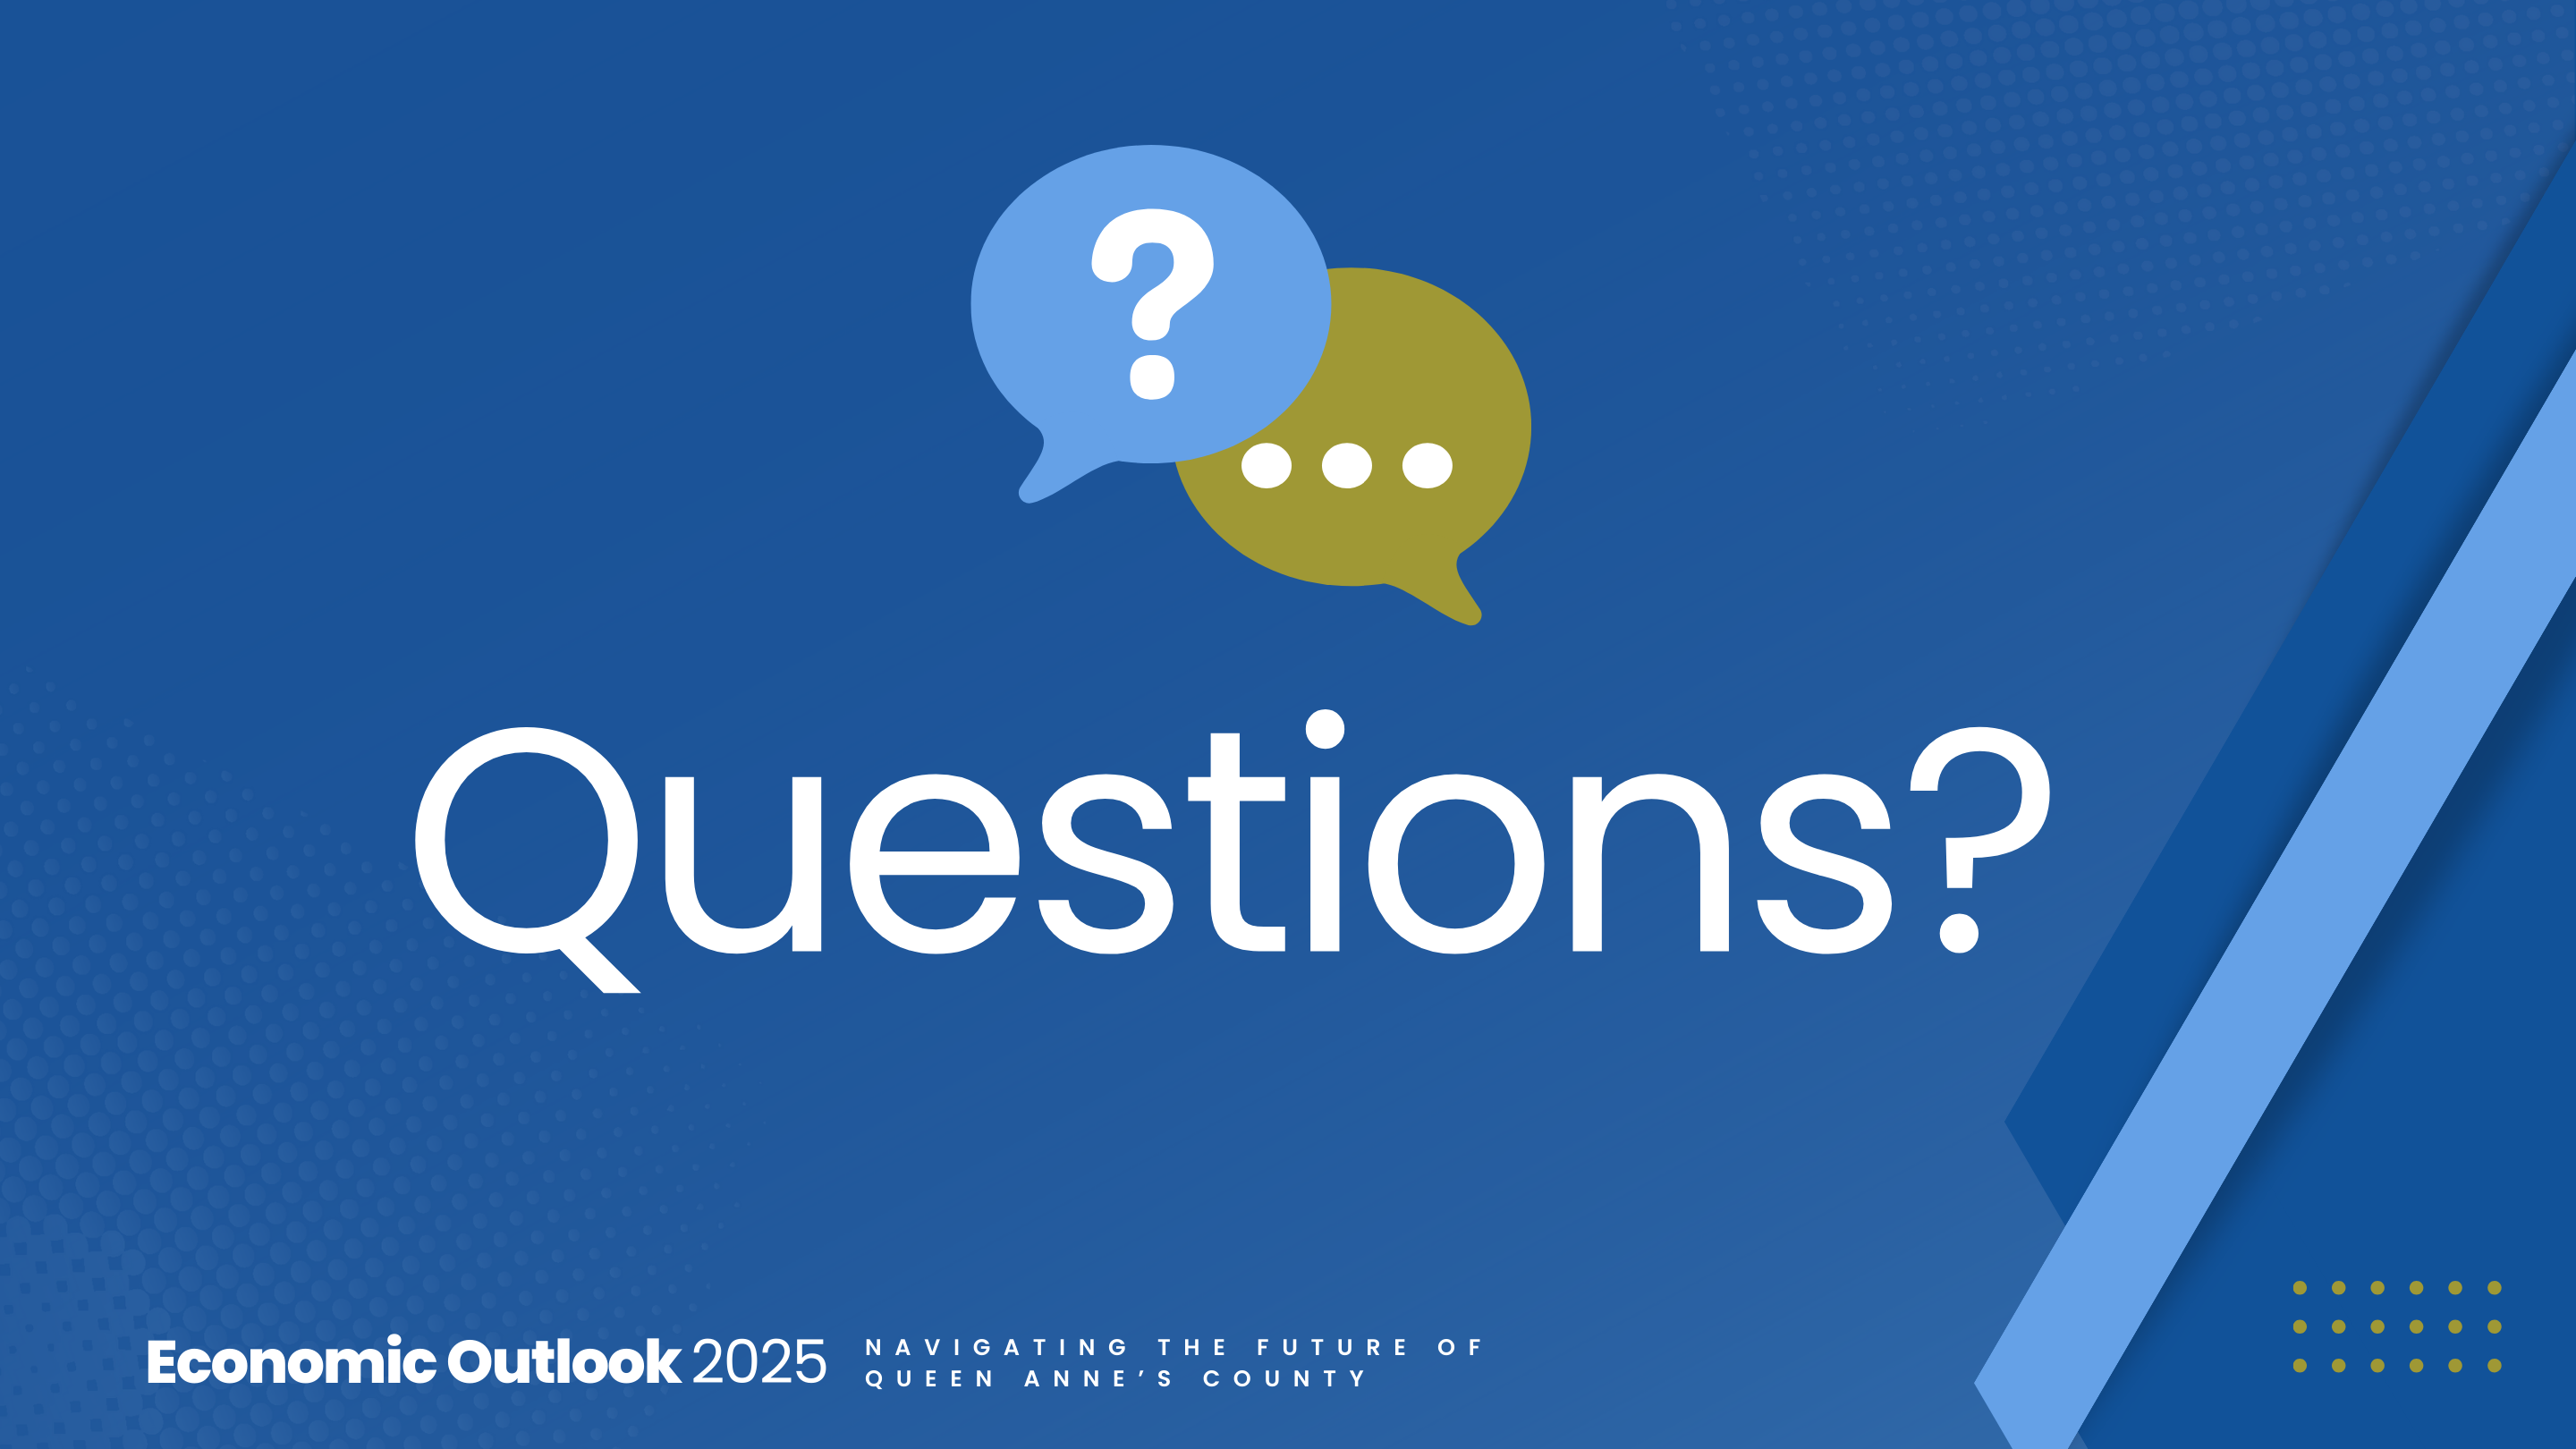 ?
Questions?
Economic Outlook 2025
NAVIGATING THE FUTURE OF
QUEEN ANNE’S COUNTY